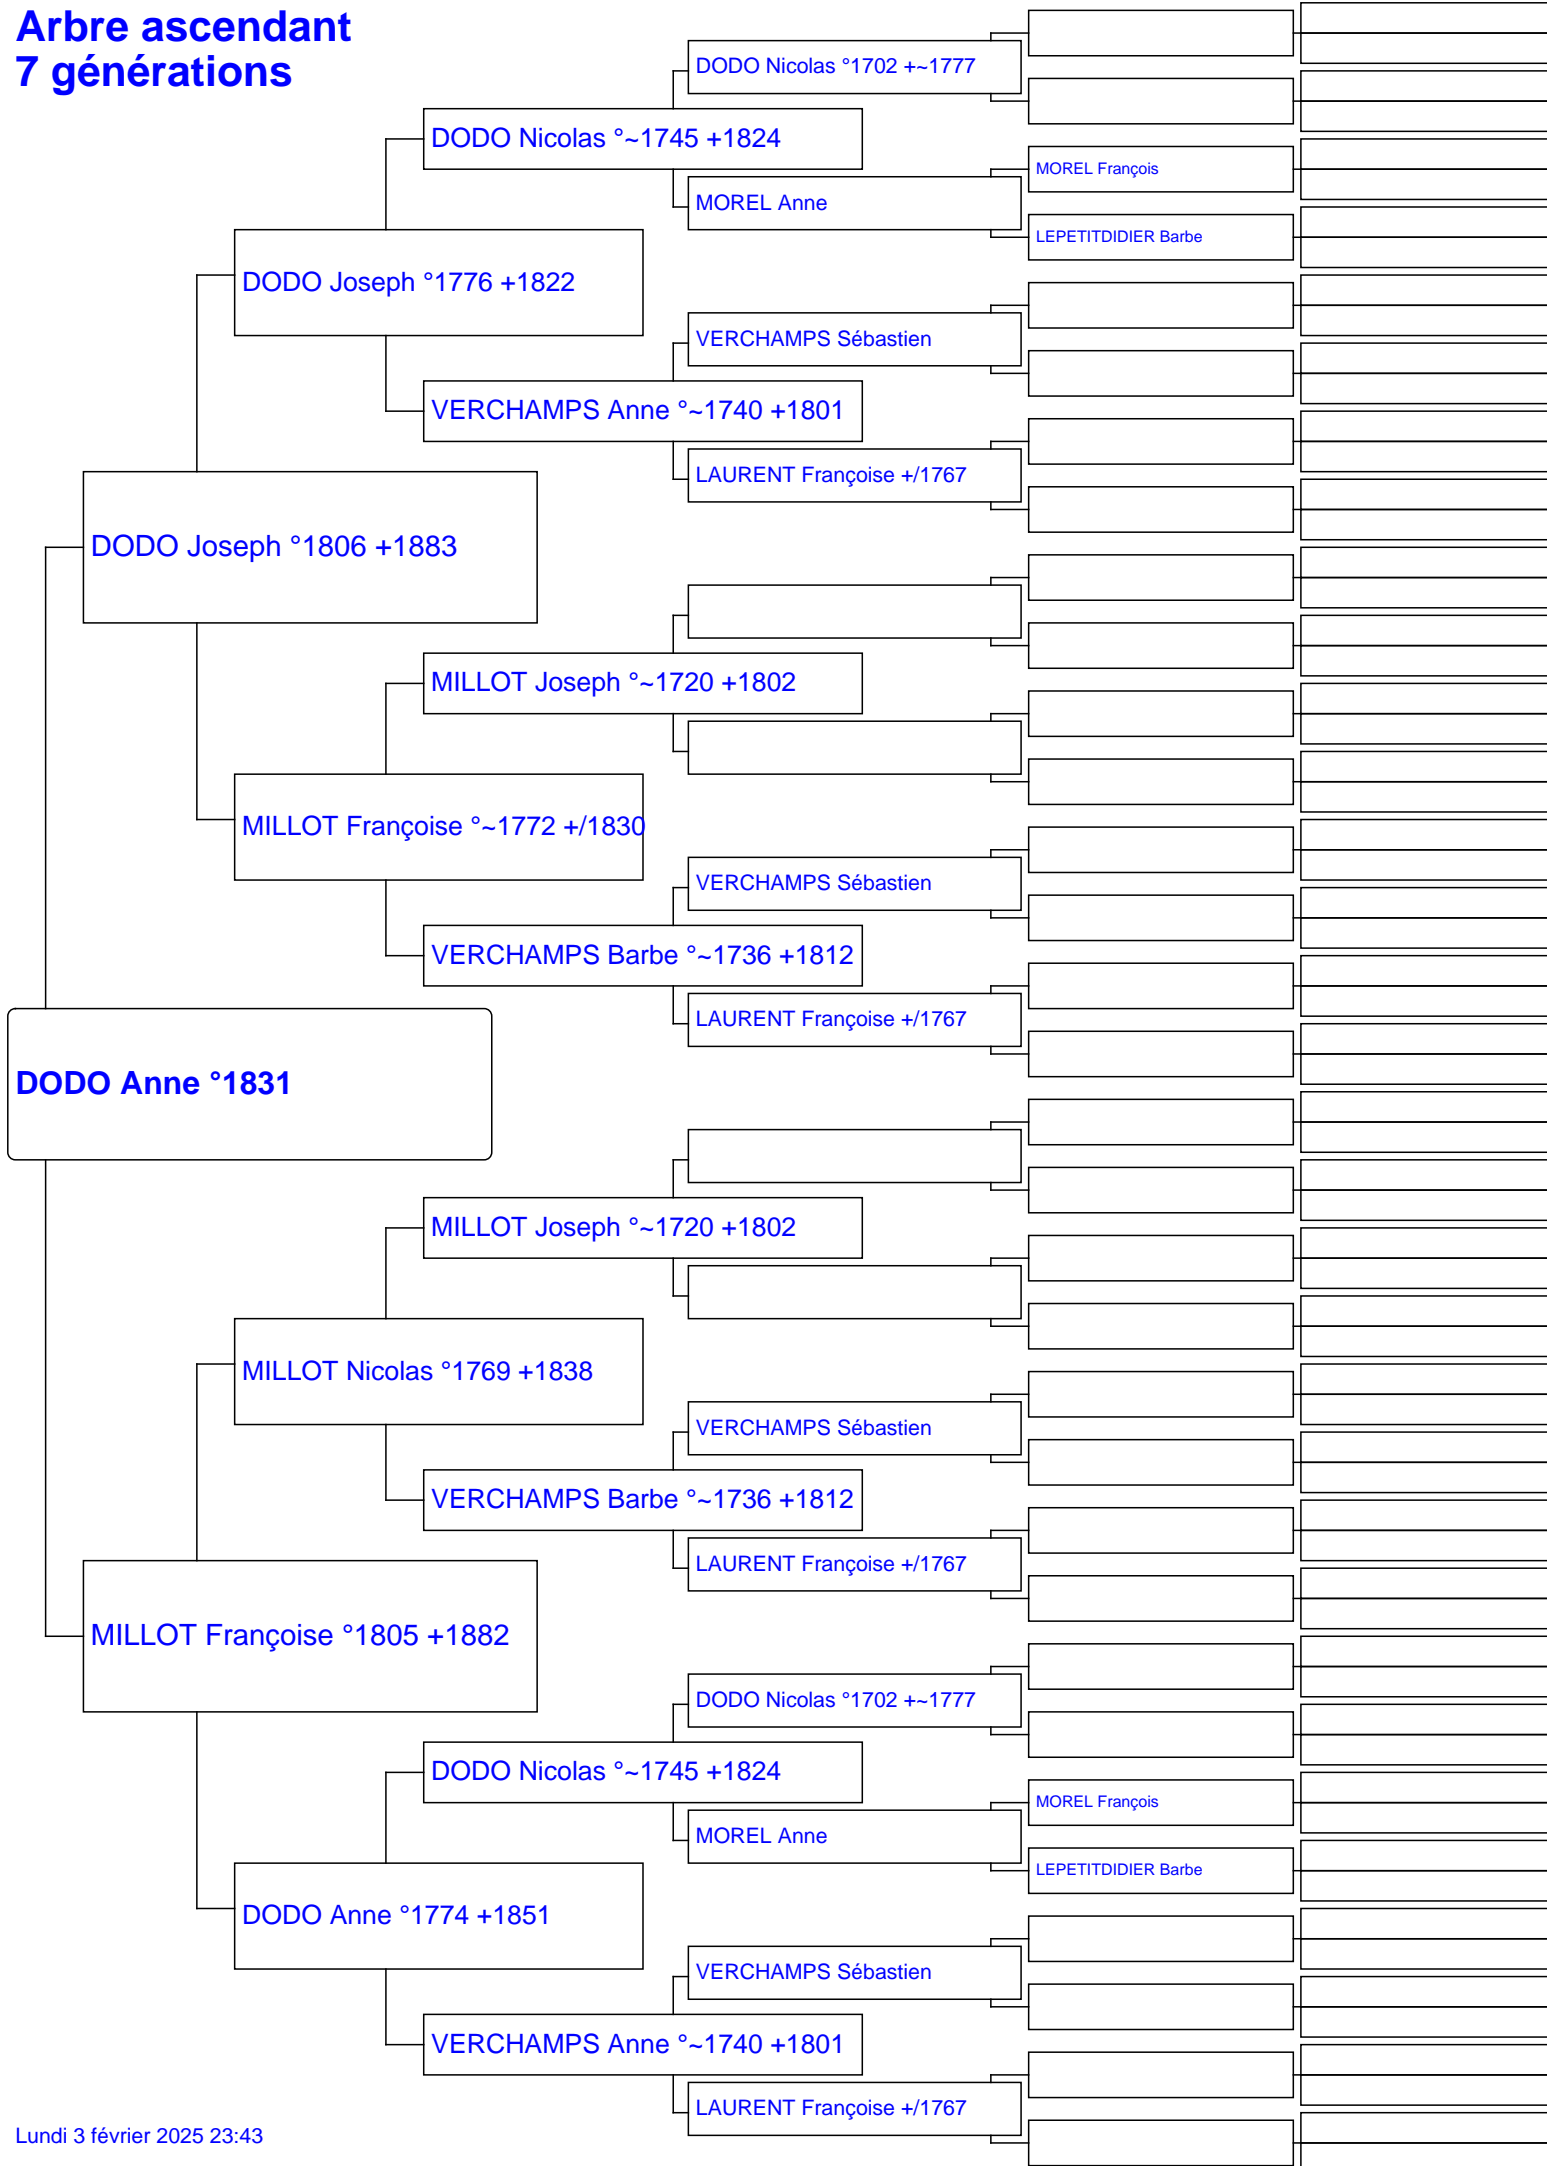 Arbre ascendant
7 générations
DODO Nicolas °1702 +~1777
DODO Nicolas °~1745 +1824
MOREL François
MOREL Anne
LEPETITDIDIER Barbe
DODO Joseph °1776 +1822
VERCHAMPS Sébastien
VERCHAMPS Anne °~1740 +1801
LAURENT Françoise +/1767
DODO Joseph °1806 +1883
MILLOT Joseph °~1720 +1802
MILLOT Françoise °~1772 +/1830
VERCHAMPS Sébastien
VERCHAMPS Barbe °~1736 +1812
LAURENT Françoise +/1767
DODO Anne °1831
MILLOT Joseph °~1720 +1802
MILLOT Nicolas °1769 +1838
VERCHAMPS Sébastien
VERCHAMPS Barbe °~1736 +1812
LAURENT Françoise +/1767
MILLOT Françoise °1805 +1882
DODO Nicolas °1702 +~1777
DODO Nicolas °~1745 +1824
MOREL François
MOREL Anne
LEPETITDIDIER Barbe
DODO Anne °1774 +1851
VERCHAMPS Sébastien
VERCHAMPS Anne °~1740 +1801
LAURENT Françoise +/1767
Lundi 3 février 2025 23:43